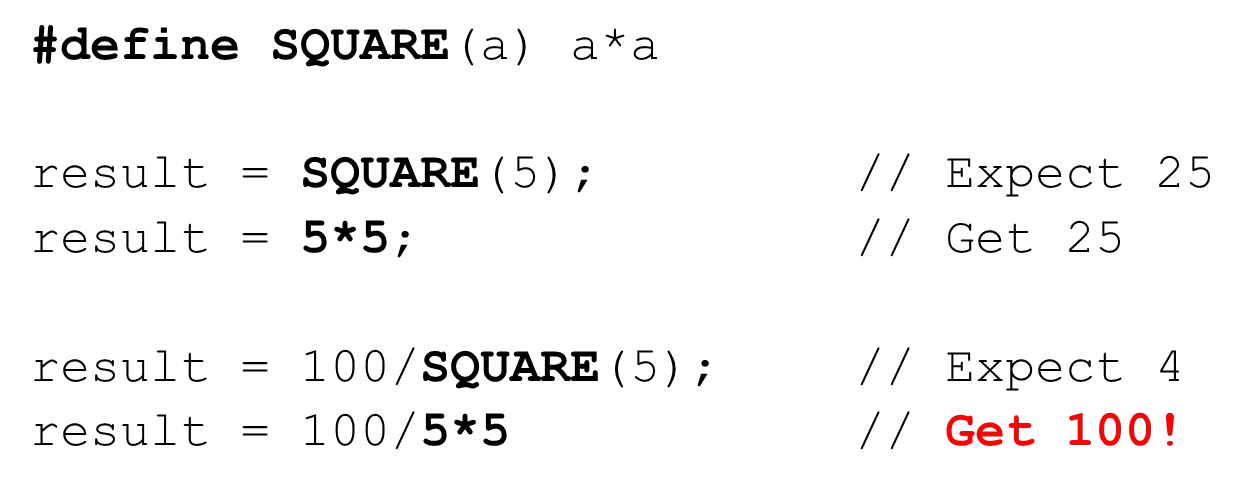 #define SQUARE(a) a*a
result = SQUARE(5); // Expect 25
result = 5*5; // Get 25
result = 100/SQUARE(5); // Expect 4
result = 100/5*5 // Get 100!